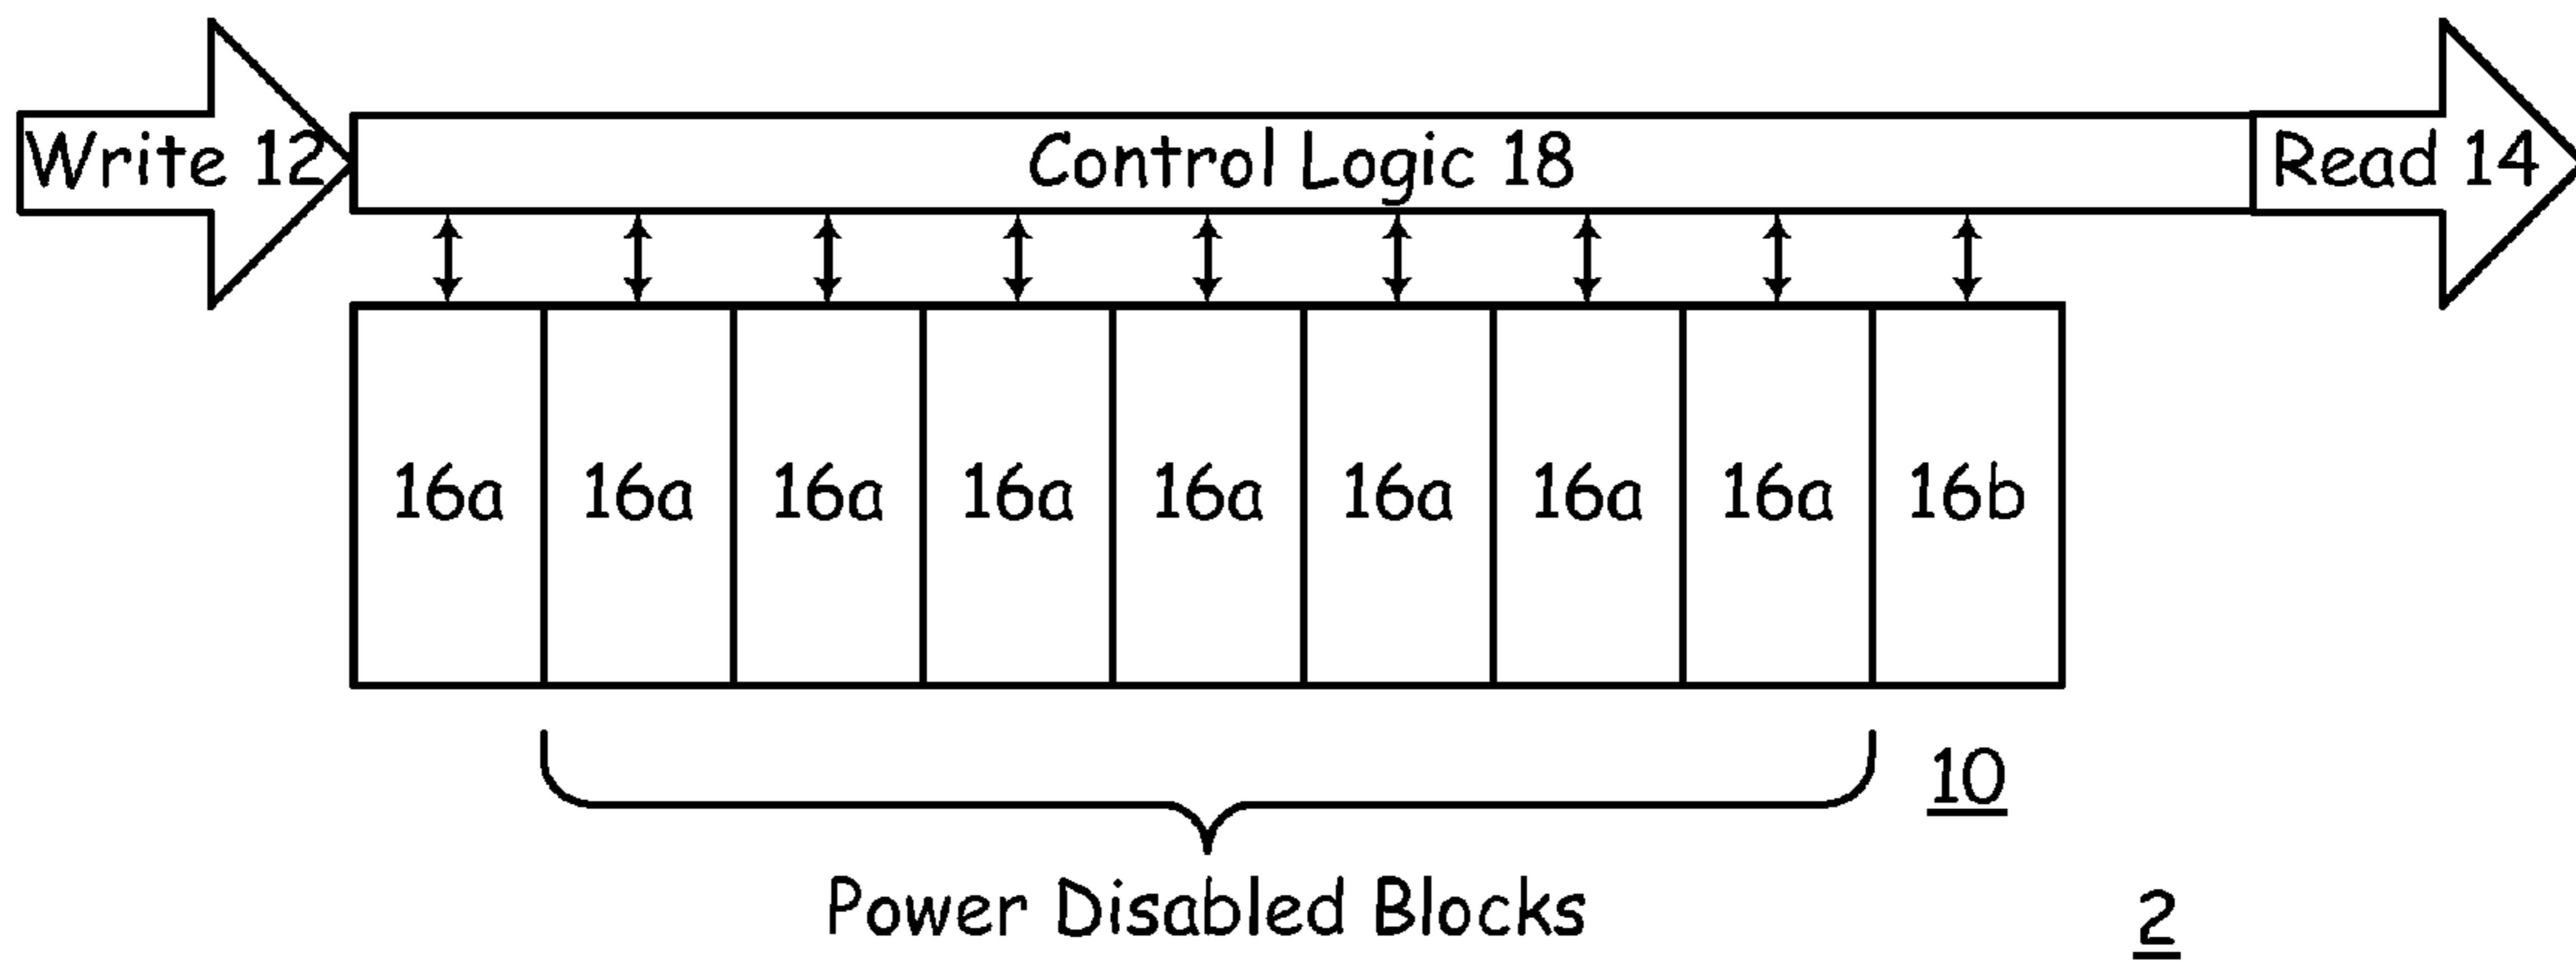 Write 12 Control Logic 18 Read 14
16a 16a 16a 16a 16a 16a 16a 16a 16b
10
Power Disabled Blocks
2